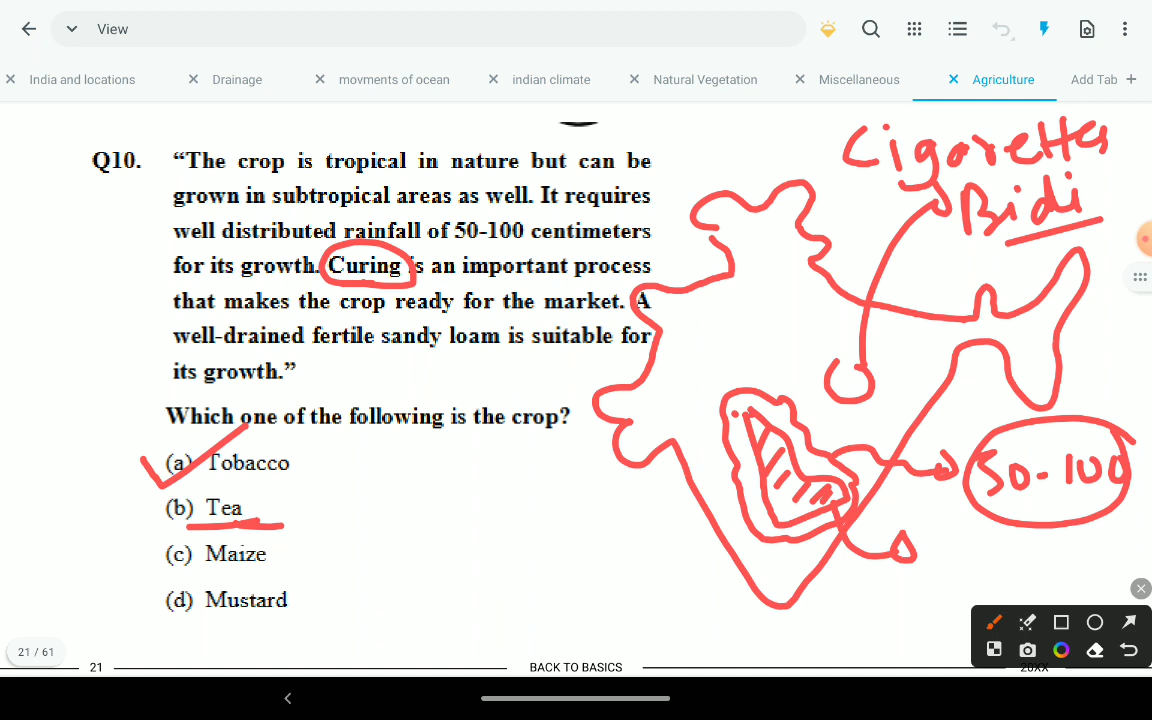 View
India and locations
Drainage
movments of ocean
indian climate
Natural Vegetation
Miscellaneous
Agriculture
Add Tab +
Q10. “The crop is tropical in nature but can be
grown in subtropical areas as well. It requires
well distributed rainfall of 50-100 centimeters
for its growth. Curing is an important process
that makes the crop ready for the market. A
well-drained fertile sandy loam is suitable for
its growth.”
Which one of the following is the crop?
(a) Tobacco
(b) Tea
(c) Maize
(d) Mustard
Cigarettes
Bidi
50-100
21 / 61
21
BACK TO BASICS
20XX